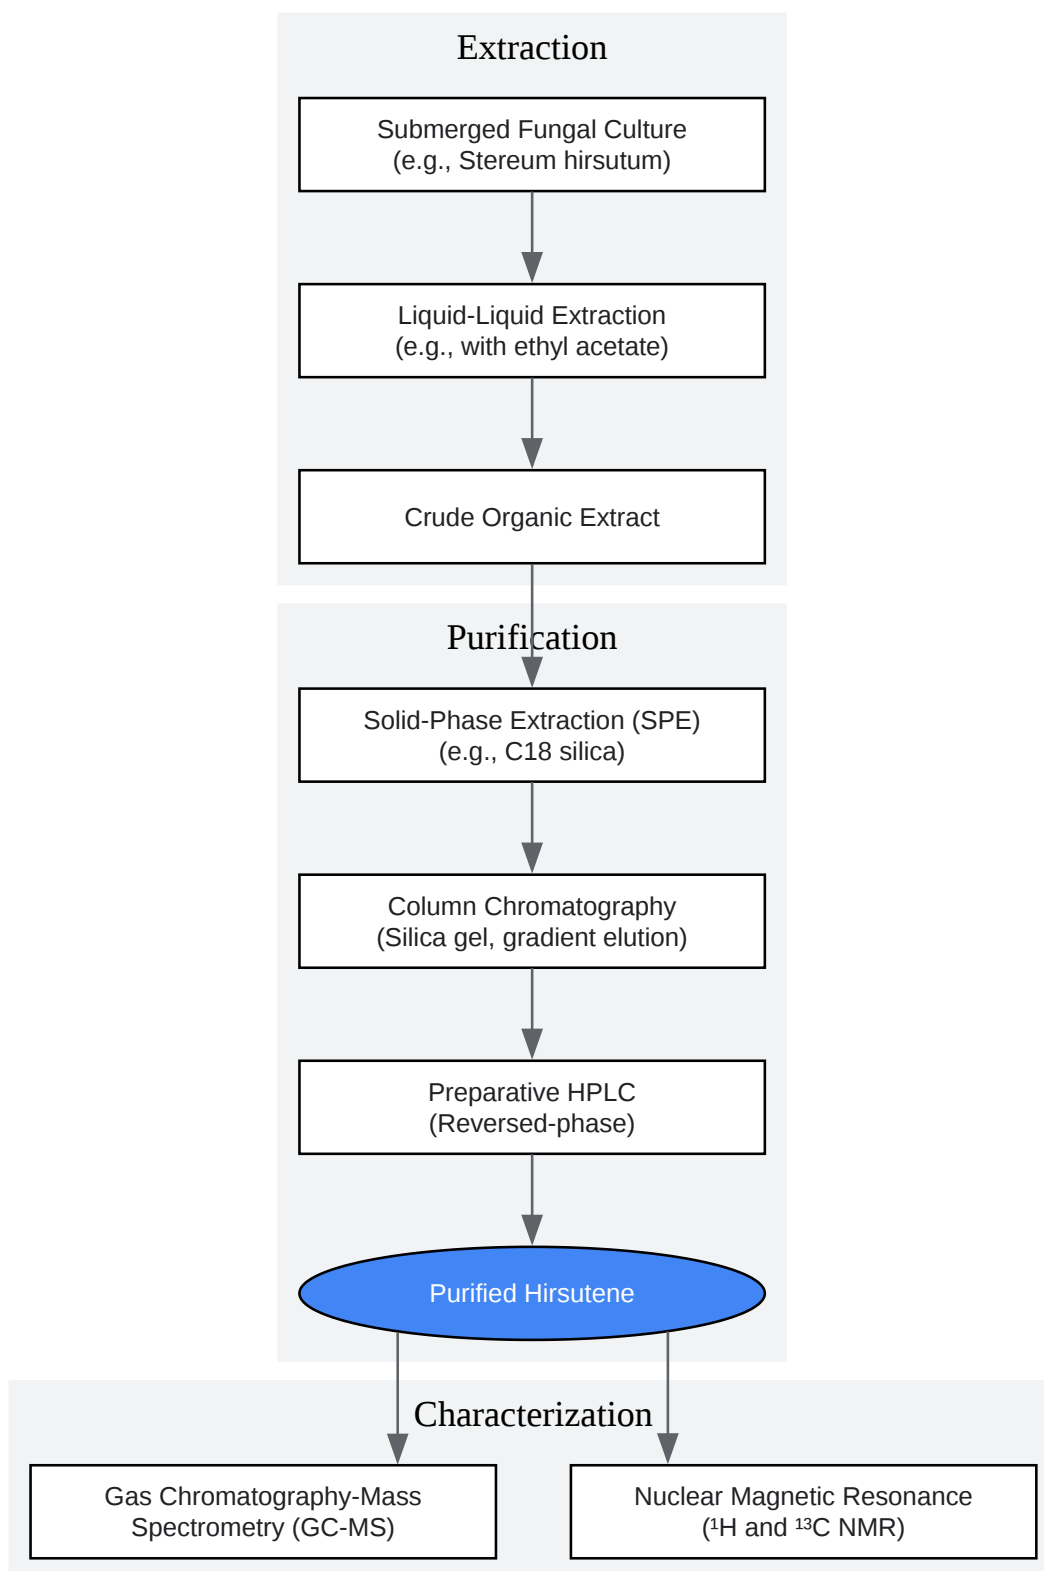 Extraction
Submerged Fungal Culture
(e.g., Stereum hirsutum)
Liquid-Liquid Extraction
(e.g., with ethyl acetate)
Crude Organic Extract
Purification
Solid-Phase Extraction (SPE)
(e.g., C18 silica)
Column Chromatography
(Silica gel, gradient elution)
Preparative HPLC
(Reversed-phase)
Purified Hirsutene
Characterization
Gas Chromatography-Mass
Spectrometry (GC-MS)
Nuclear Magnetic Resonance
(¹H and ¹³C NMR)